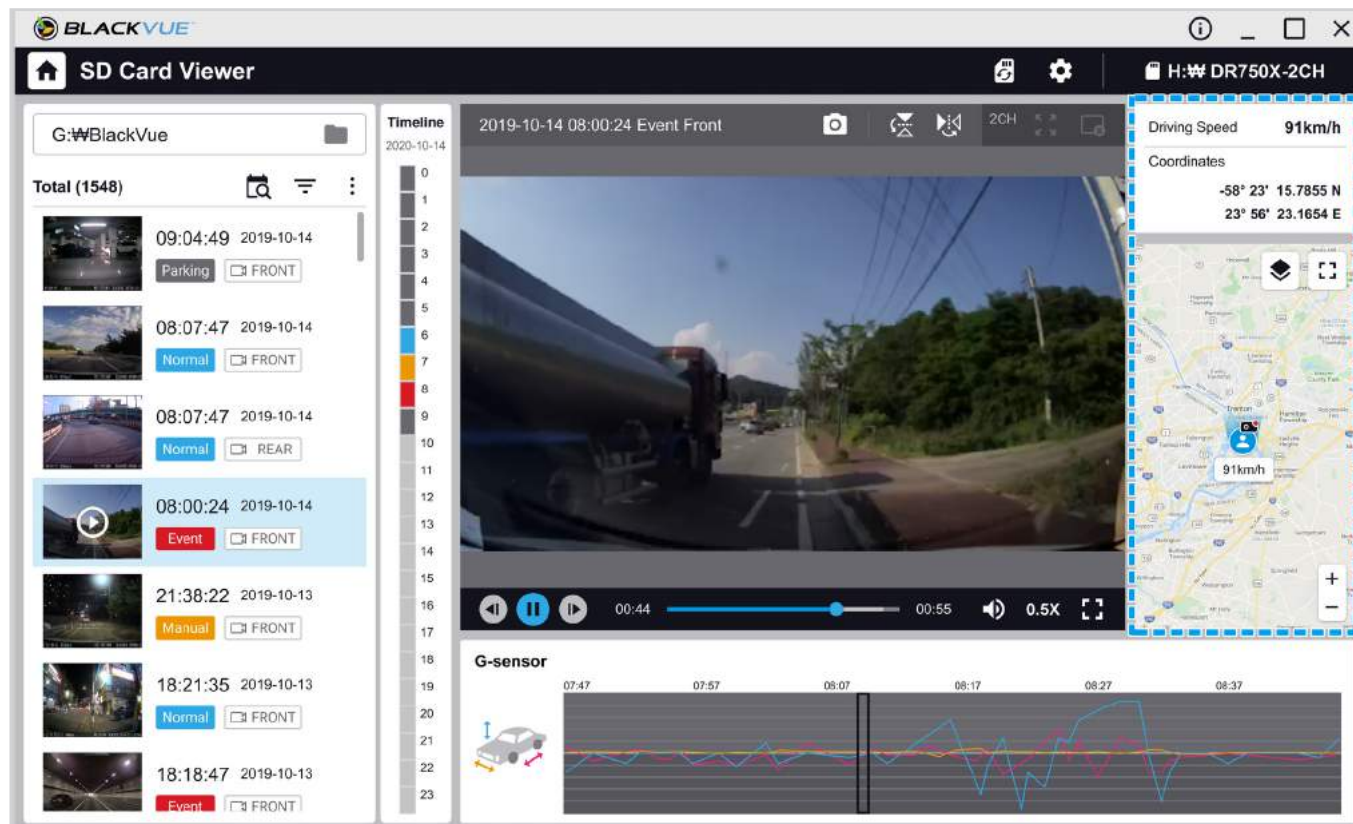 BLACKVUE
SD Card Viewer
H:₩ DR750X-2CH
G:₩BlackVue
Total (1548)
09:04:49 2019-10-14
Parking FRONT
08:07:47 2019-10-14
Normal FRONT
08:07:47 2019-10-14
Normal REAR
08:00:24 2019-10-14
Event FRONT
21:38:22 2019-10-13
Manual FRONT
18:21:35 2019-10-13
Normal FRONT
18:18:47 2019-10-13
Event FRONT
Timeline
2020-10-14
0
1
2
3
4
5
6
7
8
9
10
11
12
13
14
15
16
17
18
19
20
21
22
23
2019-10-14 08:00:24 Event Front
2CH
00:44
00:55
0.5X
Driving Speed 91km/h
Coordinates
-58° 23' 15.7855 N
23° 56' 23.1654 E
Trenton
Hamilton
Township
91km/h
+
−
G-sensor
07:47 07:57 08:07 08:17 08:27 08:37